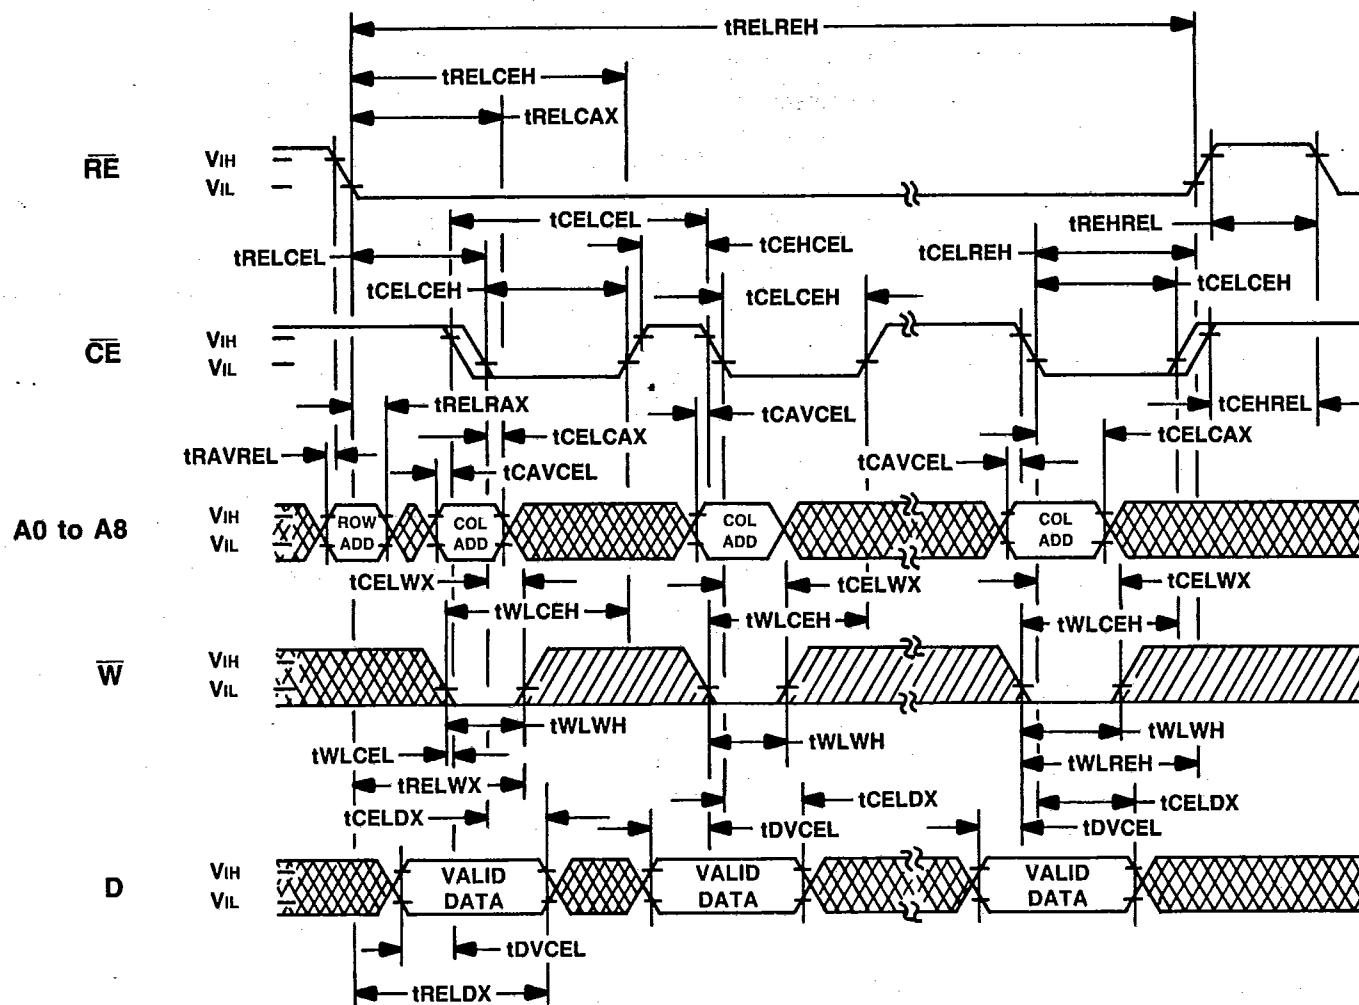 tRELREH
tRELCEH
tRELCAX
RE
VIH
VIL
tCELCEL
tREHREL
tRELCEL
tCEHCEL
tCELREH
tCELCEH
tCELCEH
tCELCEH
CE
VIH
VIL
tRELRAX
tCAVCEL
tCEHREL
tCELCAX
tCELCAX
tRAVREL
tCAVCEL
tCAVCEL
A0 to A8
VIH
VIL
ROW
ADD
COL
ADD
COL
ADD
COL
ADD
tCELWX
tCELWX
tCELWX
tWLCEH
tWLCEH
tWLCEH
W
VIH
VIL
tWLWH
tWLWH
tWLWH
tWLCEL
tWLREH
tRELWX
tCELDX
tCELDX
tCELDX
tDVCEL
tDVCEL
D
VIH
VIL
VALID
DATA
VALID
DATA
VALID
DATA
tDVCEL
tRELDX